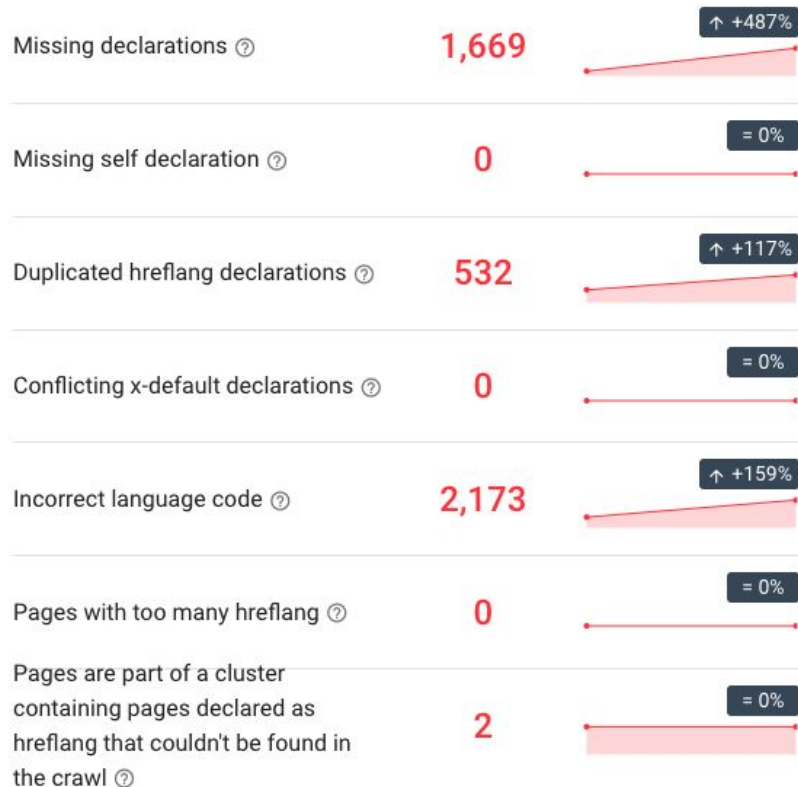 Missing declarations ?
1,669
↑ +487%
Missing self declaration ?
0
= 0%
Duplicated hreflang declarations ?
532
↑ +117%
Conflicting x-default declarations ?
0
= 0%
Incorrect language code ?
2,173
↑ +159%
Pages with too many hreflang ?
0
= 0%
Pages are part of a cluster
containing pages declared as
hreflang that couldn't be found in
the crawl ?
2
= 0%